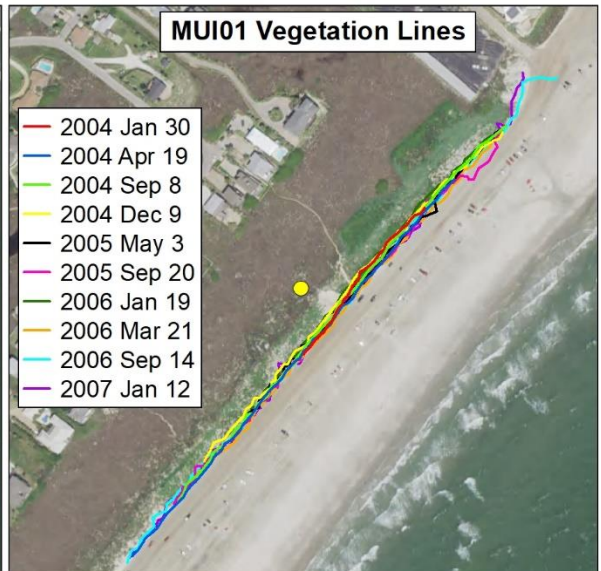 MUI01 Vegetation Lines
2004 Jan 30
2004 Apr 19
2004 Sep 8
2004 Dec 9
2005 May 3
2005 Sep 20
2006 Jan 19
2006 Mar 21
2006 Sep 14
2007 Jan 12